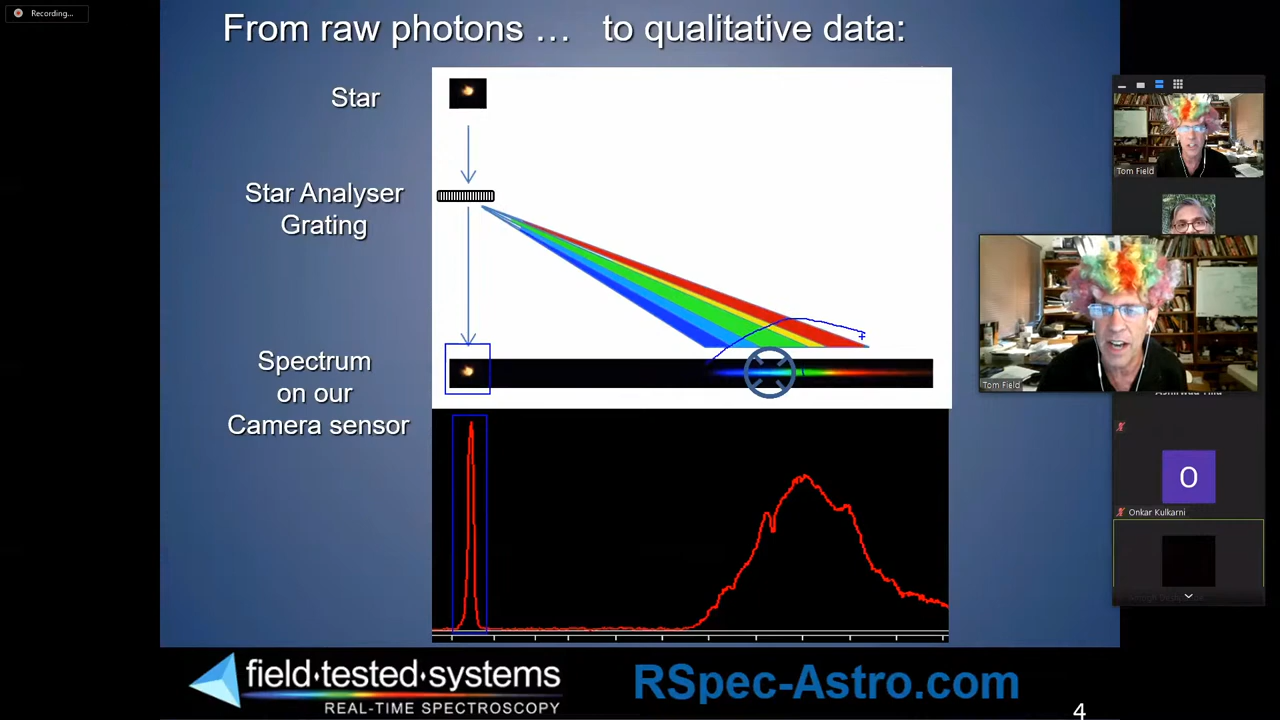 Recording...
From raw photons ... to qualitative data:
Star
Star Analyser
Grating
Spectrum
on our
Camera sensor
Tom Field
Tom Field
O
Onkar Kulkarni
field·tested·systems
REAL-TIME SPECTROSCOPY
RSpec-Astro.com
4